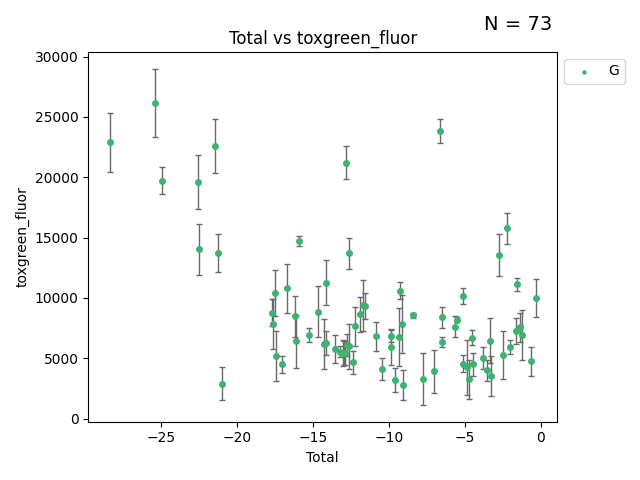 N = 73
Total vs toxgreen_fluor
G
30000
25000
20000
15000
10000
5000
0
toxgreen_fluor
−25 −20 −15 −10 −5 0
Total